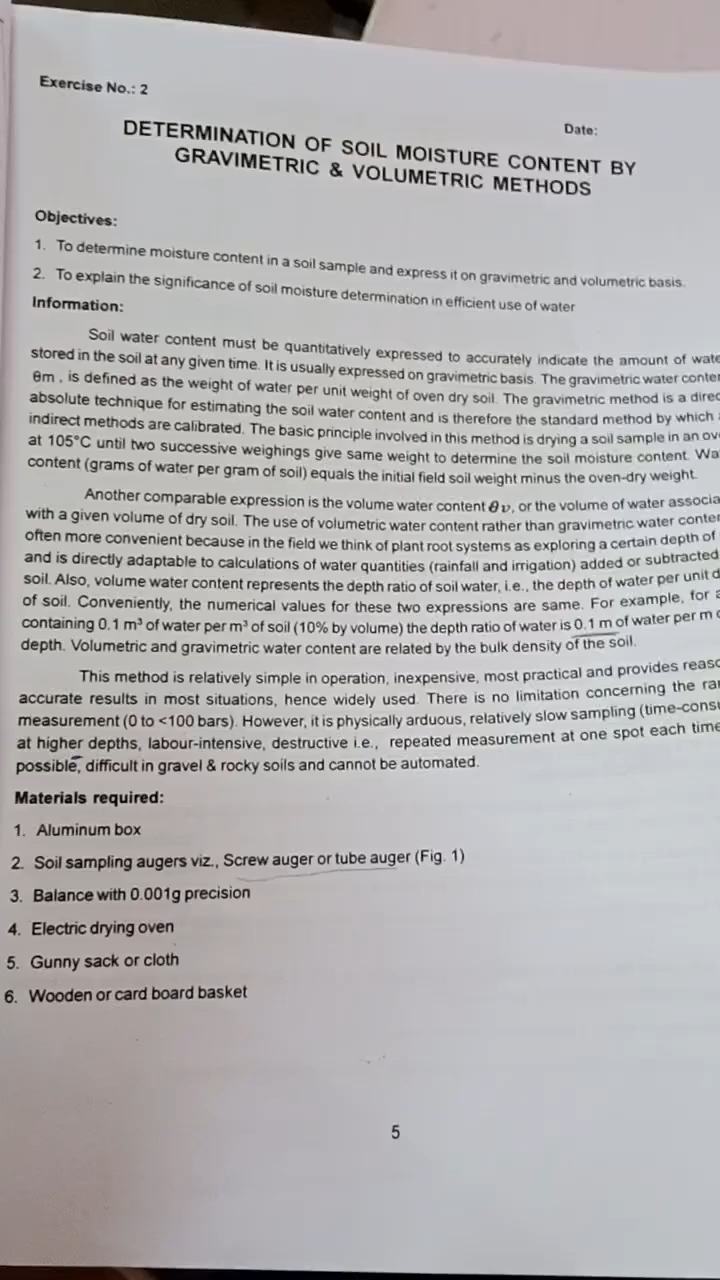 Exercise No.: 2
Date:
DETERMINATION OF SOIL MOISTURE CONTENT BY
GRAVIMETRIC & VOLUMETRIC METHODS
Objectives:
1. To determine moisture content in a soil sample and express it on gravimetric and volumetric basis.
2. To explain the significance of soil moisture determination in efficient use of water
Information:
Soil water content must be quantitatively expressed to accurately indicate the amount of wate
stored in the soil at any given time. It is usually expressed on gravimetric basis. The gravimetric water conter
θm , is defined as the weight of water per unit weight of oven dry soil. The gravimetric method is a direc
absolute technique for estimating the soil water content and is therefore the standard method by which
indirect methods are calibrated. The basic principle involved in this method is drying a soil sample in an ov
at 105°C until two successive weighings give same weight to determine the soil moisture content. Wa
content (grams of water per gram of soil) equals the initial field soil weight minus the oven-dry weight.
Another comparable expression is the volume water content θv, or the volume of water associa
with a given volume of dry soil. The use of volumetric water content rather than gravimetric water conter
often more convenient because in the field we think of plant root systems as exploring a certain depth of
and is directly adaptable to calculations of water quantities (rainfall and irrigation) added or subtracted
soil. Also, volume water content represents the depth ratio of soil water, i.e., the depth of water per unit d
of soil. Conveniently, the numerical values for these two expressions are same. For example, for
containing 0.1 m³ of water per m³ of soil (10% by volume) the depth ratio of water is 0.1 m of water per m
depth. Volumetric and gravimetric water content are related by the bulk density of the soil.
This method is relatively simple in operation, inexpensive, most practical and provides reaso
accurate results in most situations, hence widely used. There is no limitation concerning the ra
measurement (0 to <100 bars). However, it is physically arduous, relatively slow sampling (time-consu
at higher depths, labour-intensive, destructive i.e., repeated measurement at one spot each time
possible, difficult in gravel & rocky soils and cannot be automated.
Materials required:
1. Aluminum box
2. Soil sampling augers viz., Screw auger or tube auger (Fig. 1)
3. Balance with 0.001g precision
4. Electric drying oven
5. Gunny sack or cloth
6. Wooden or card board basket
5